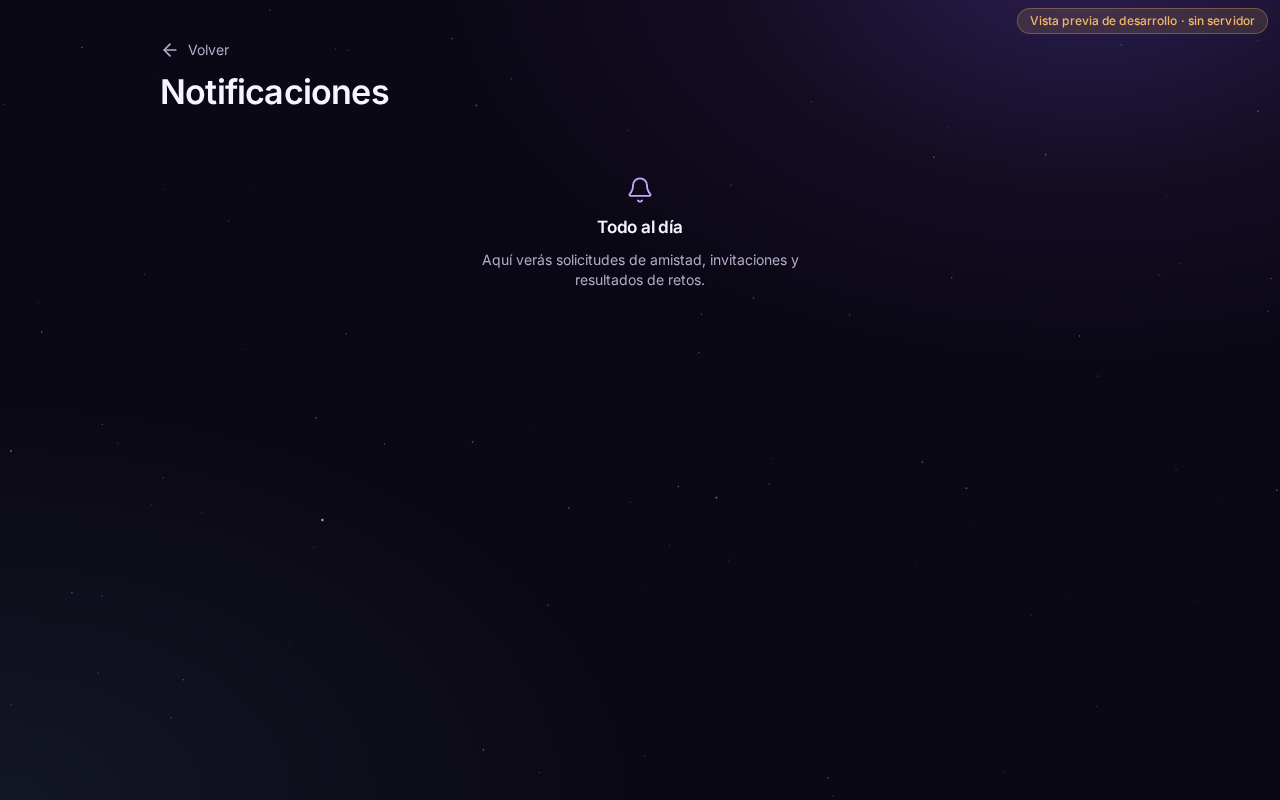 Vista previa de desarrollo · sin servidor
Volver
Notificaciones
Todo al día
Aquí verás solicitudes de amistad, invitaciones y
resultados de retos.